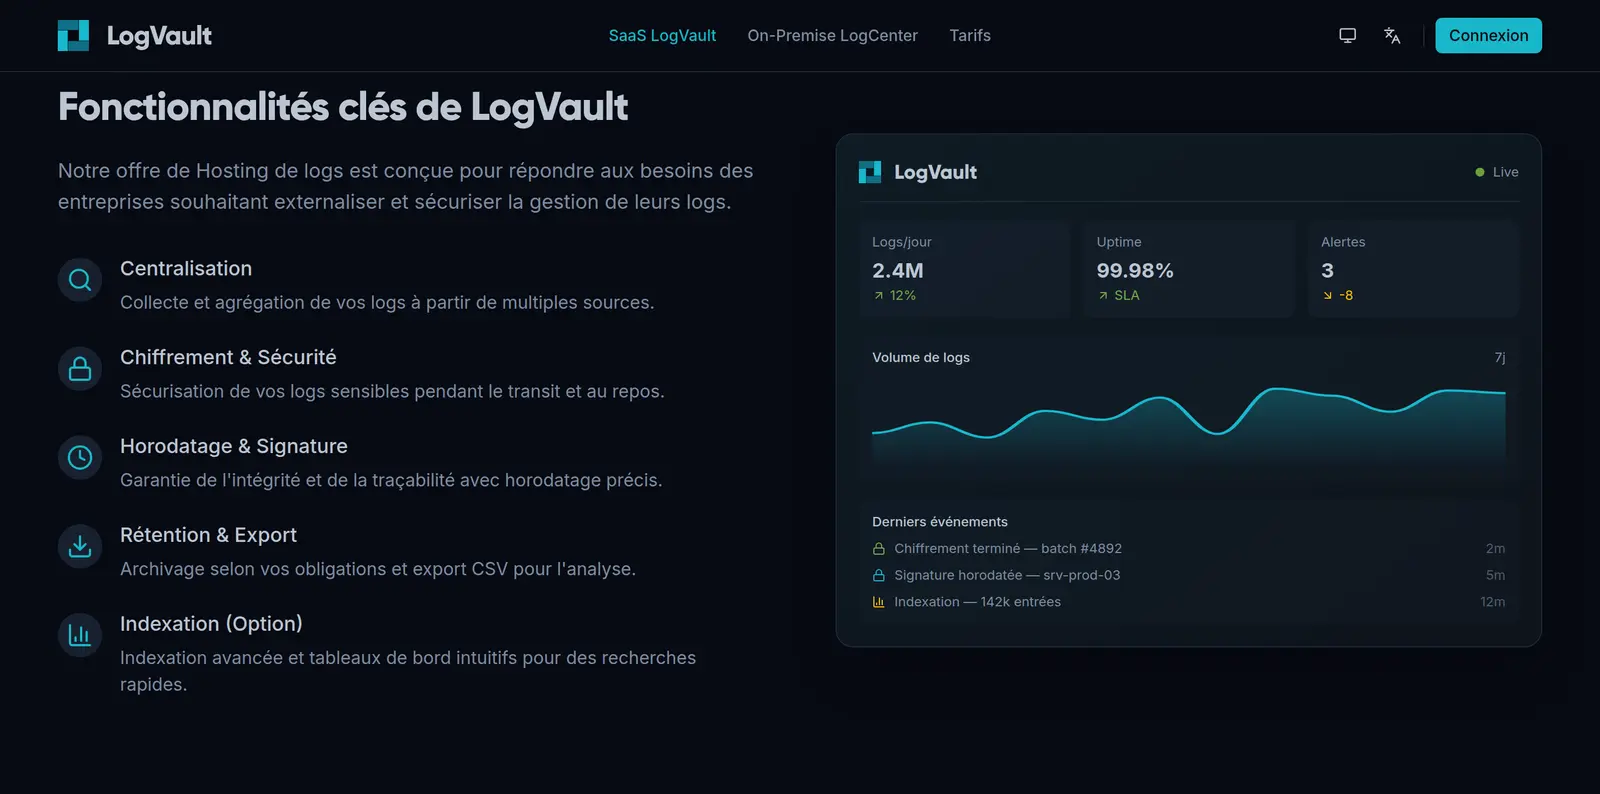 LogVault
SaaS LogVault
On-Premise LogCenter
Tarifs
Connexion
Fonctionnalités clés de LogVault
Notre offre de Hosting de logs est conçue pour répondre aux besoins des
entreprises souhaitant externaliser et sécuriser la gestion de leurs logs.
Centralisation
Collecte et agrégation de vos logs à partir de multiples sources.
Chiffrement & Sécurité
Sécurisation de vos logs sensibles pendant le transit et au repos.
Horodatage & Signature
Garantie de l'intégrité et de la traçabilité avec horodatage précis.
Rétention & Export
Archivage selon vos obligations et export CSV pour l'analyse.
Indexation (Option)
Indexation avancée et tableaux de bord intuitifs pour des recherches
rapides.
LogVault
Live
Logs/jour
2.4M
12%
Uptime
99.98%
SLA
Alertes
3
-8
Volume de logs
7j
Derniers événements
Chiffrement terminé — batch #4892
2m
Signature horodatée — srv-prod-03
5m
Indexation — 142k entrées
12m